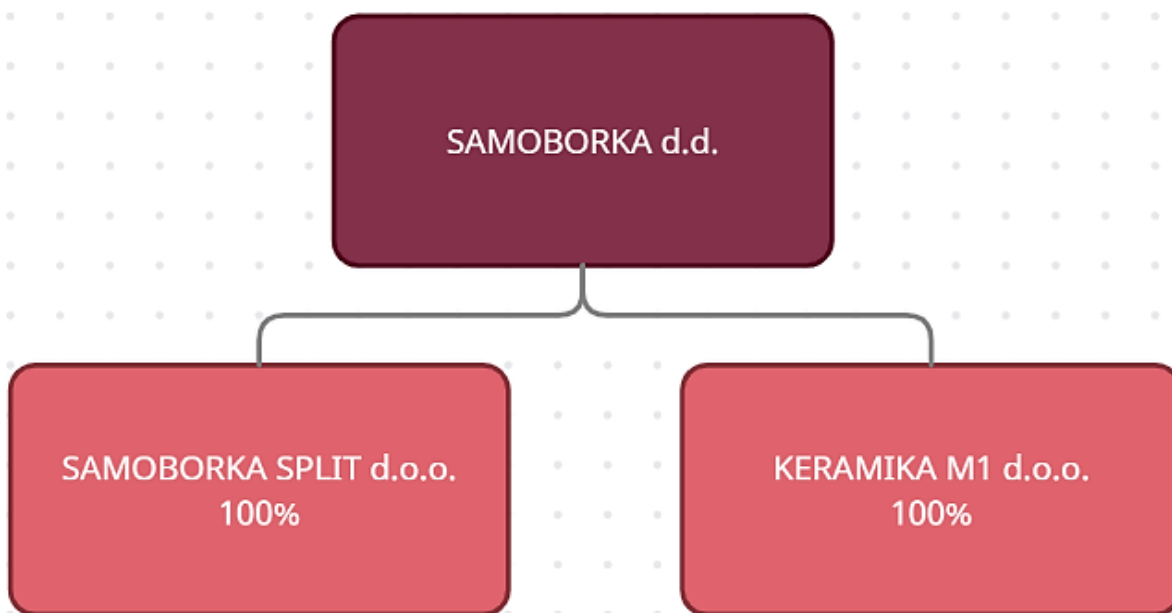 SAMOBORKA d.d.
SAMOBORKA SPLIT d.o.o.
100%
KERAMIKA M1 d.o.o.
100%